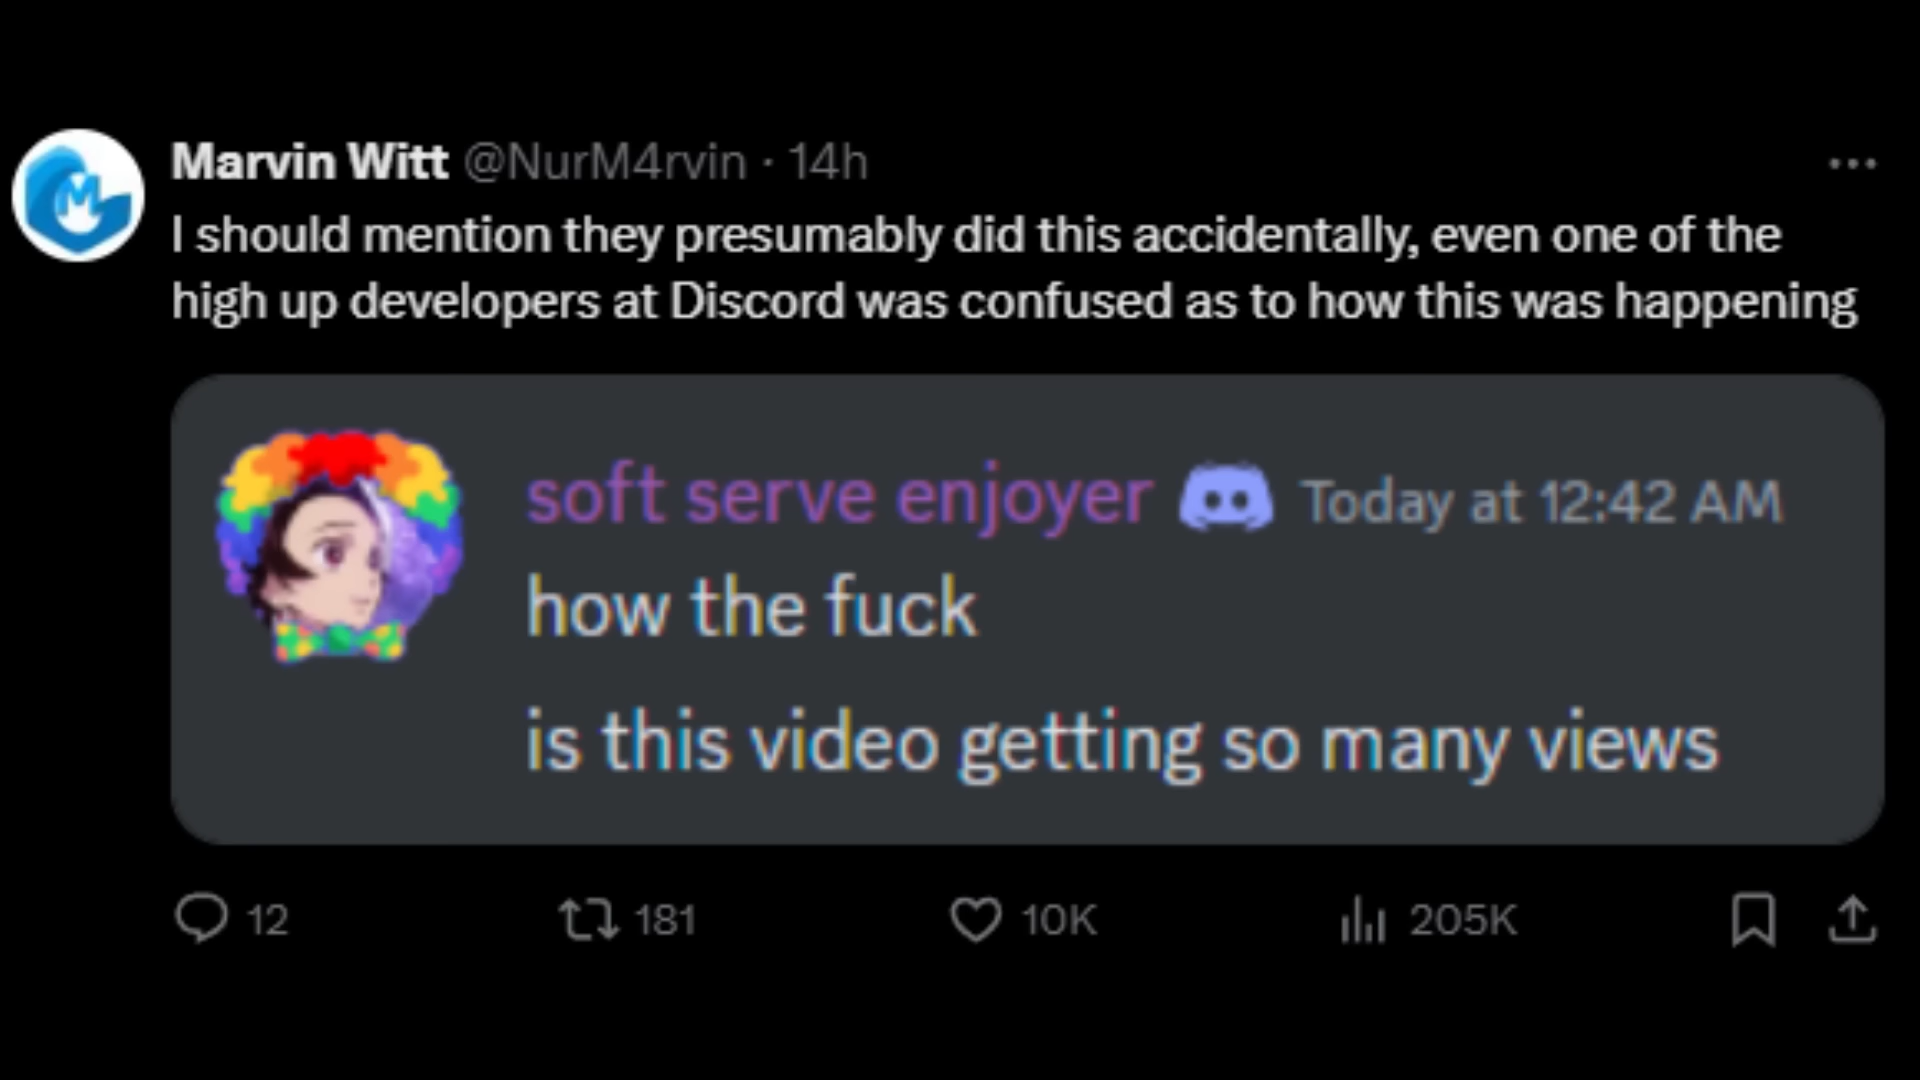 Marvin Witt @NurM4rvin · 14h
I should mention they presumably did this accidentally, even one of the
high up developers at Discord was confused as to how this was happening
soft serve enjoyer Today at 12:42 AM
how the fuck
is this video getting so many views
12 181 10K 205K